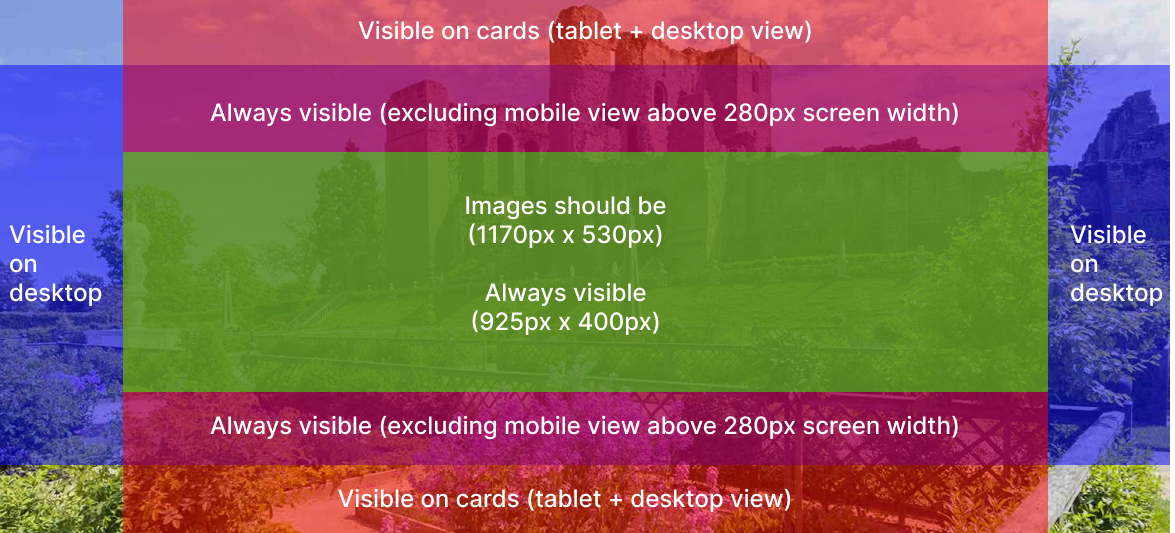 Visible on cards (tablet + desktop view)
Always visible (excluding mobile view above 280px screen width)
Visible
on
desktop
Images should be
(1170px x 530px)
Always visible
(925px x 400px)
Visible
on
desktop
Always visible (excluding mobile view above 280px screen width)
Visible on cards (tablet + desktop view)